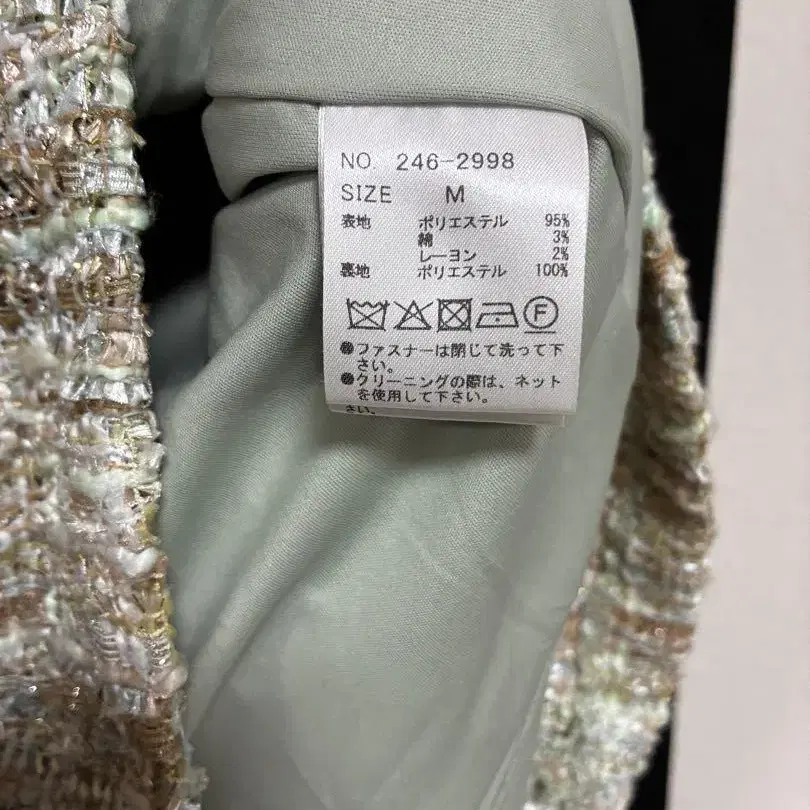 NO. 246-2998
SIZE M
表地 ポリエステル 95%
綿 3%
レーヨン 2%
裏地 ポリエステル 100%
F
●ファスナーは閉じて洗って下
さい。
●クリーニングの際は、ネット
を使用して下さい。
さい。